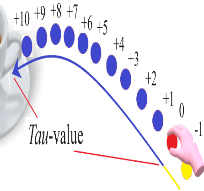 +10 +9 +8 +7 +6 +5 +4 +3 +2 +1 0 -1
Tau-value